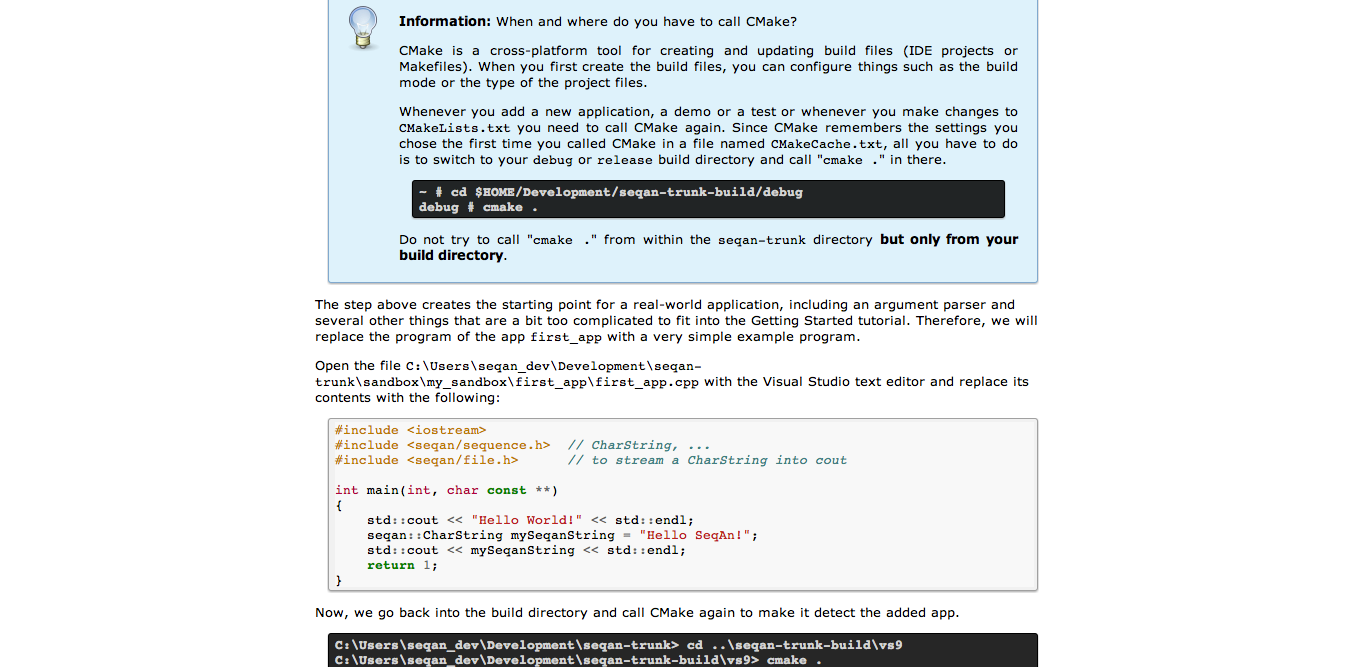 Information: When and where do you have to call CMake?
CMake is a cross-platform tool for creating and updating build files (IDE projects or
Makefiles). When you first create the build files, you can configure things such as the build
mode or the type of the project files.
Whenever you add a new application, a demo or a test or whenever you make changes to
CMakeLists.txt you need to call CMake again. Since CMake remembers the settings you
chose the first time you called CMake in a file named CMakeCache.txt, all you have to do
is to switch to your debug or release build directory and call "cmake ." in there.
~ # cd $HOME/Development/seqan-trunk-build/debug
debug # cmake .
Do not try to call "cmake ." from within the seqan-trunk directory but only from your
build directory.
The step above creates the starting point for a real-world application, including an argument parser and
several other things that are a bit too complicated to fit into the Getting Started tutorial. Therefore, we will
replace the program of the app first_app with a very simple example program.
Open the file C:\Users\seqan_dev\Development\seqan-
trunk\sandbox\my_sandbox\first_app\first_app.cpp with the Visual Studio text editor and replace its
contents with the following:
#include <iostream>
#include <seqan/sequence.h>  // CharString, ...
#include <seqan/file.h>      // to stream a CharString into cout
int main(int, char const **)
{
    std::cout << "Hello World!" << std::endl;
    seqan::CharString mySeqanString = "Hello SeqAn!";
    std::cout << mySeqanString << std::endl;
    return 1;
}
Now, we go back into the build directory and call CMake again to make it detect the added app.
C:\Users\seqan_dev\Development\seqan-trunk> cd ..\seqan-trunk-build\vs9
C:\Users\seqan_dev\Development\seqan-trunk-build\vs9> cmake .